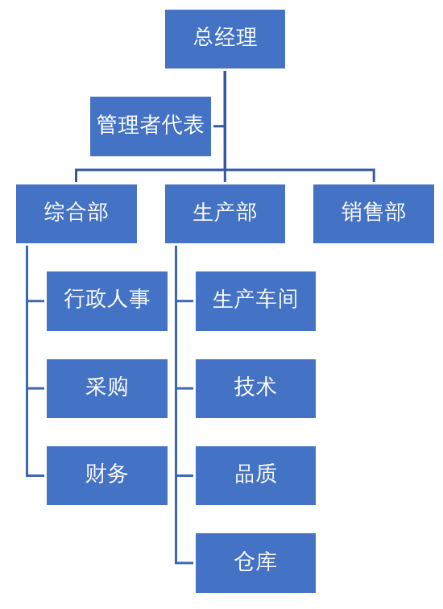 总经理
管理者代表
综合部
生产部
销售部
行政人事
生产车间
采购
技术
财务
品质
仓库